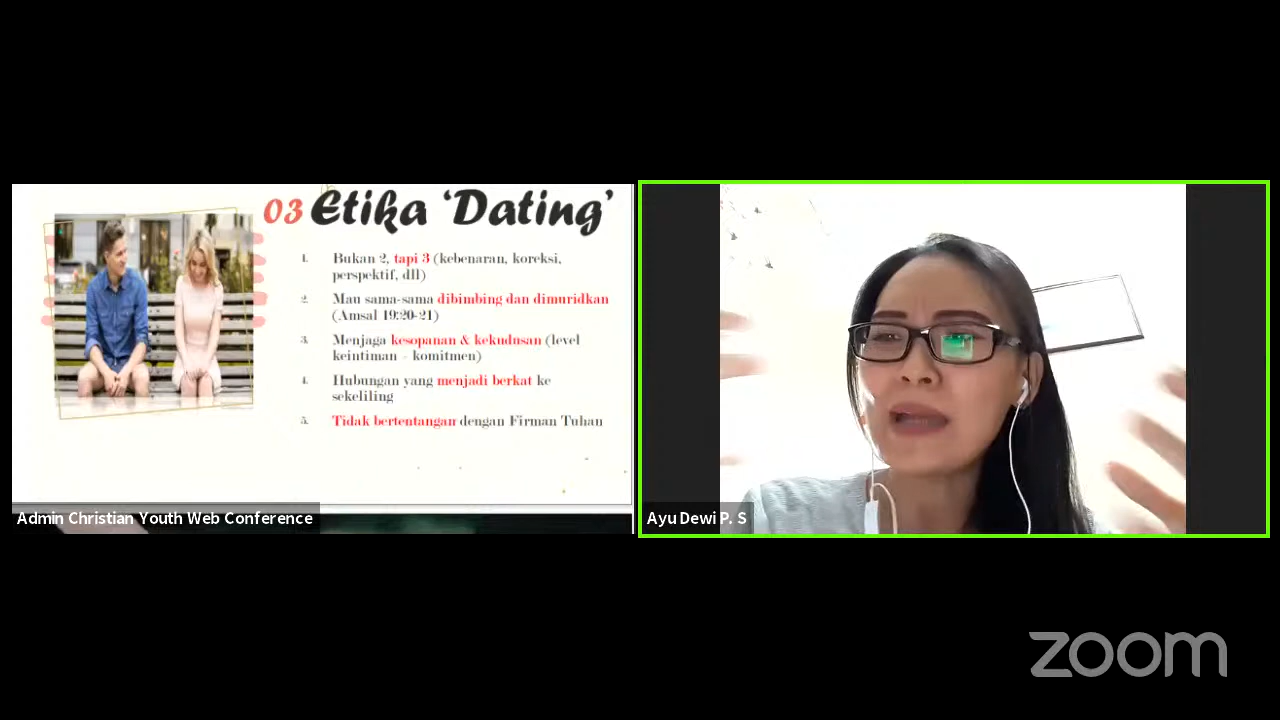 03 Etika ‘Dating’
1. Bukan 2, tapi 3 (kebenaran, koreksi,
perspektif, dll)
2. Mau sama-sama dibimbing dan dimuridkan
(Amsal 19:20-21)
3. Menjaga kesopanan & kekudusan (level
keintiman – komitmen)
4. Hubungan yang menjadi berkat ke
sekeliling
5. Tidak bertentangan dengan Firman Tuhan
Admin Christian Youth Web Conference
Ayu Dewi P. S
zoom